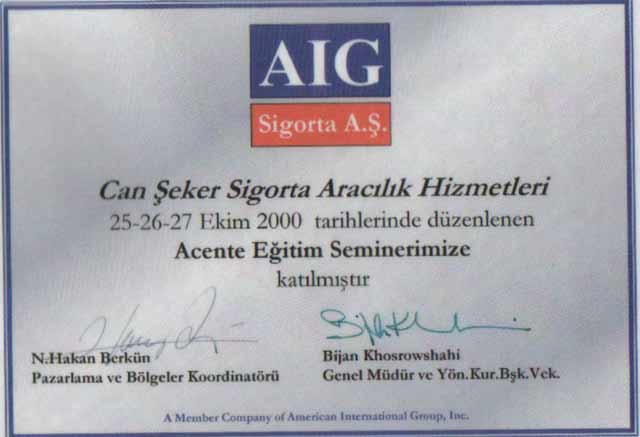 AIG
Sigorta A.Ş.
Can Şeker Sigorta Aracılık Hizmetleri
25-26-27 Ekim 2000 tarihlerinde düzenlenen
Acente Eğitim Seminerimize
katılmıştır
N.Hakan Berkün
Pazarlama ve Bölgeler Koordinatörü
Bijan Khosrowshahi
Genel Müdür ve Yön.Kur.Bşk.Vek.
A Member Company of American International Group, Inc.